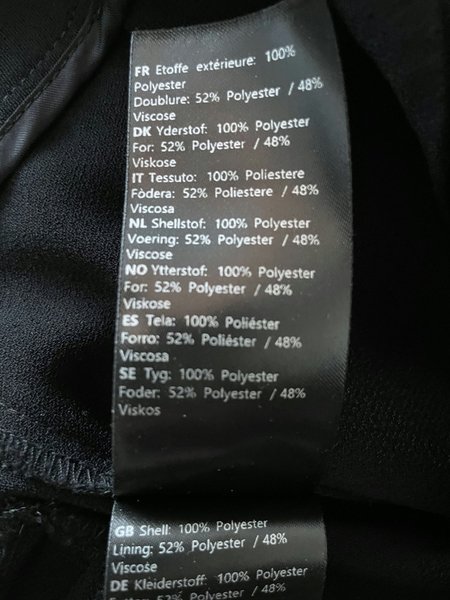 FR Etoffe extérieure: 100%
Polyester
Doublure: 52% Polyester / 48%
Viscose
DK Yderstof: 100% Polyester
For: 52% Polyester / 48%
Viskose
IT Tessuto: 100% Poliestere
Fòdera: 52% Poliestere / 48%
Viscosa
NL Shellstof: 100% Polyester
Voering: 52% Polyester / 48%
Viscose
NO Ytterstof: 100% Polyester
For: 52% Polyester / 48%
Viskose
ES Tela: 100% Poliéster
Forro: 52% Poliéster / 48%
Viscosa
SE Tyg: 100% Polyester
Foder: 52% Polyester / 48%
Viskos
GB Shell: 100% Polyester
Lining: 52% Polyester / 48%
Viscose
DE Kleiderstoff: 100% Polyester
52% Polyester / 48%